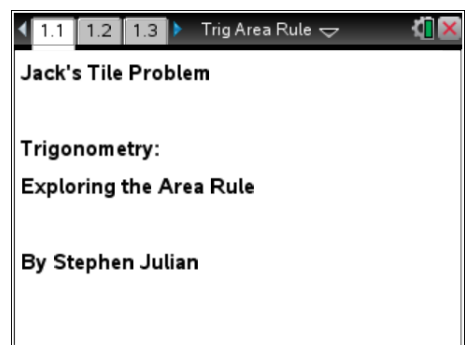 1.1 1.2 1.3 Trig Area Rule
Jack's Tile Problem
Trigonometry:
Exploring the Area Rule
By Stephen Julian